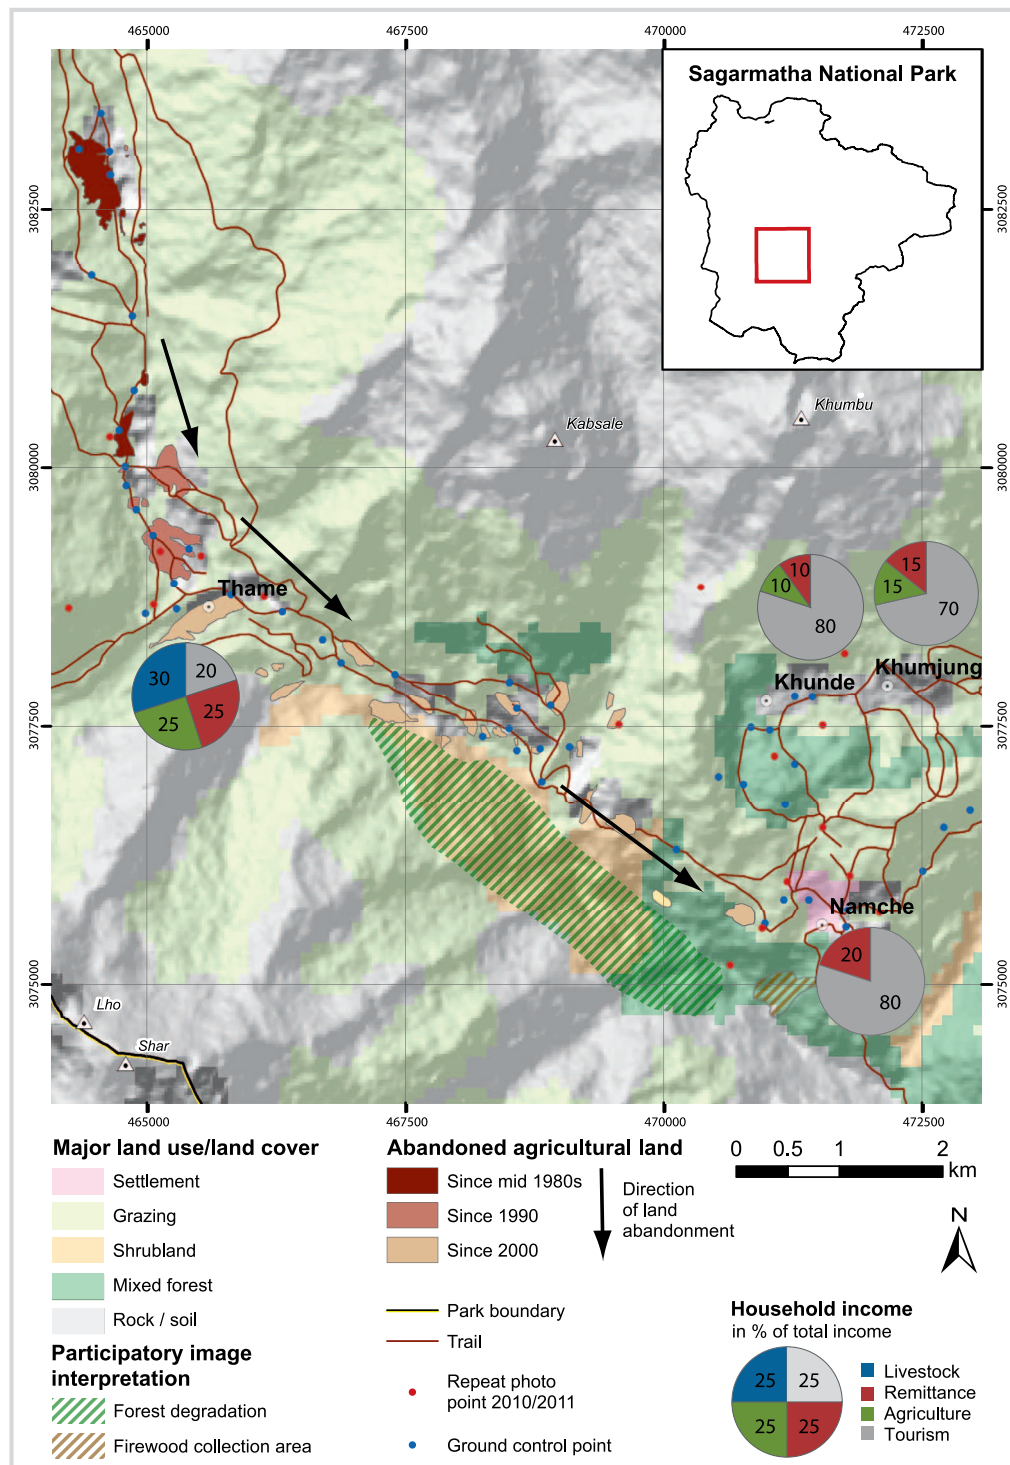 465000
467500
470000
472500
Sagarmatha National Park
3082500
3082500
Khumbu
Kabsale
3080000
3080000
10
10
80
15
15
70
Thame
30
20
25
25
Khunde
Khumjung
3077500
3077500
Namche
20
80
3075000
3075000
Lho
Shar
465000
467500
470000
472500
Major land use/land cover
Settlement
Grazing
Shrubland
Mixed forest
Rock / soil
Participatory image
interpretation
Forest degradation
Firewood collection area
Abandoned agricultural land
Since mid 1980s
Since 1990
Since 2000
Direction
of land
abandonment
Park boundary
Trail
Repeat photo
point 2010/2011
Ground control point
0 0.5 1 2
km
N
Household income
in % of total income
25 25
25 25
Livestock
Remittance
Agriculture
Tourism